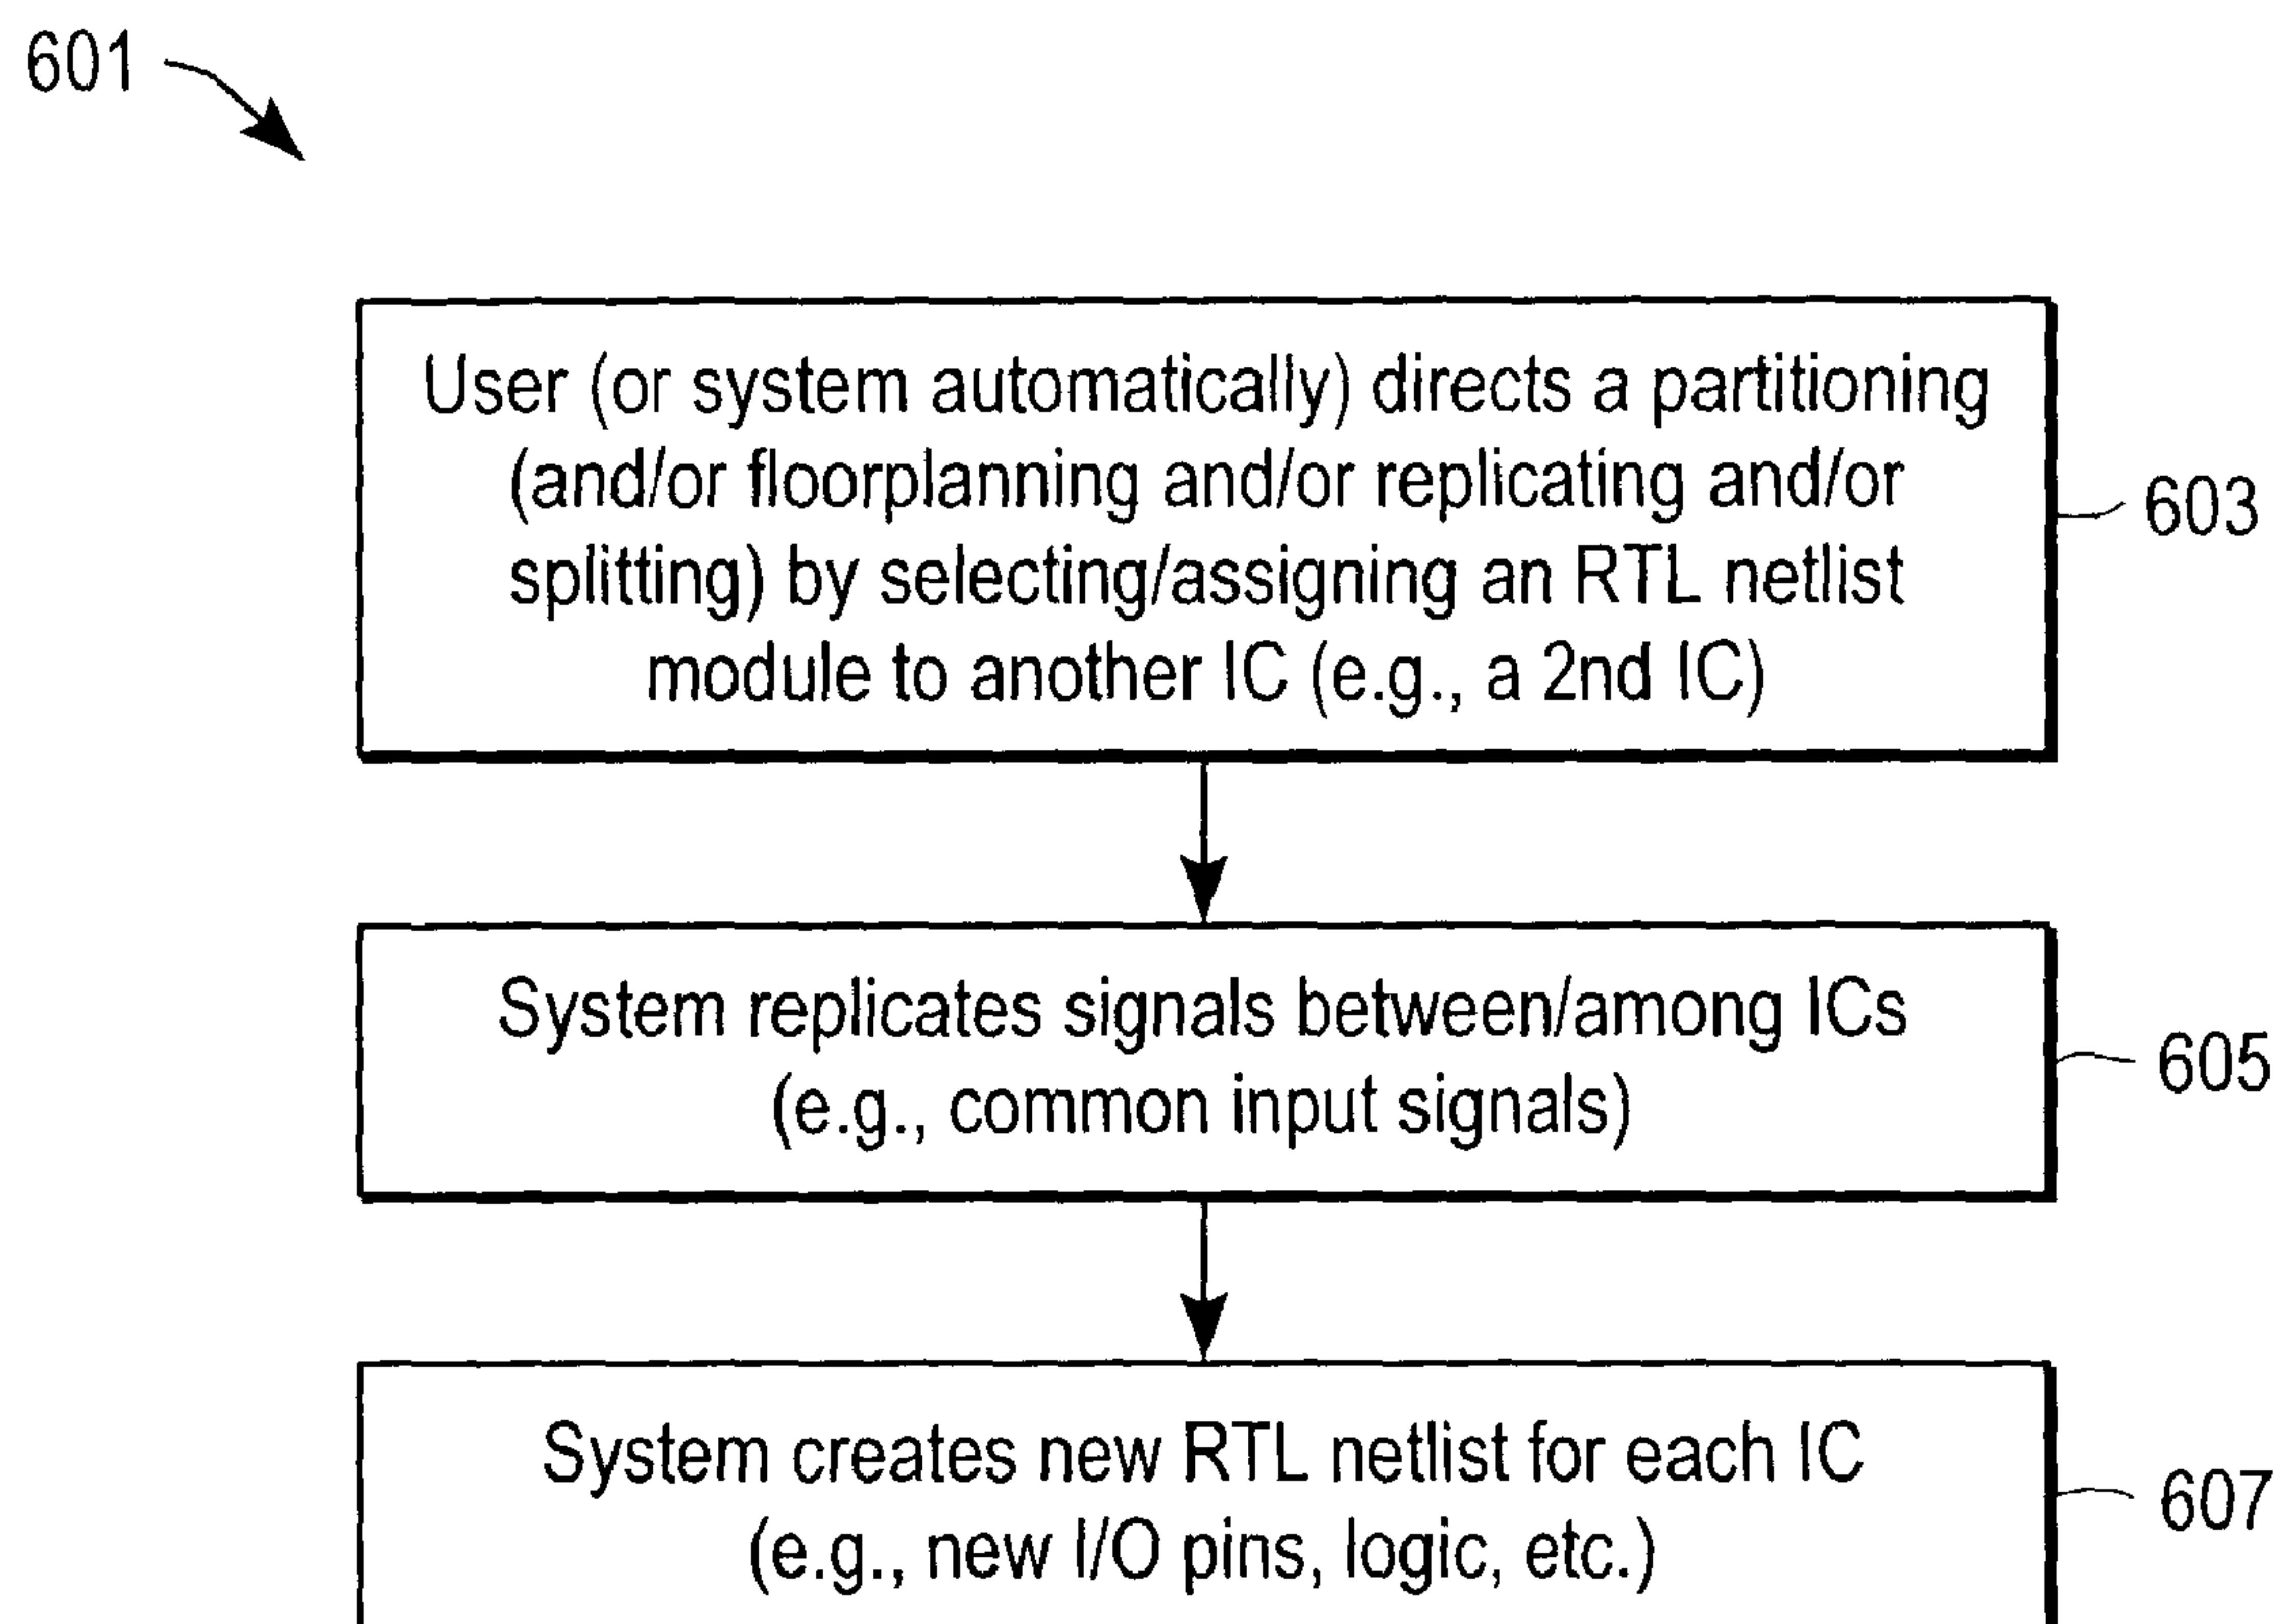 601
User (or system automatically) directs a partitioning
(and/or floorplanning and/or replicating and/or
splitting) by selecting/assigning an RTL netlist
module to another IC (e.g., a 2nd IC)
603
System replicates signals between/among ICs
(e.g., common input signals)
605
System creates new RTL netlist for each IC
(e.g., new I/O pins, logic, etc.)
607